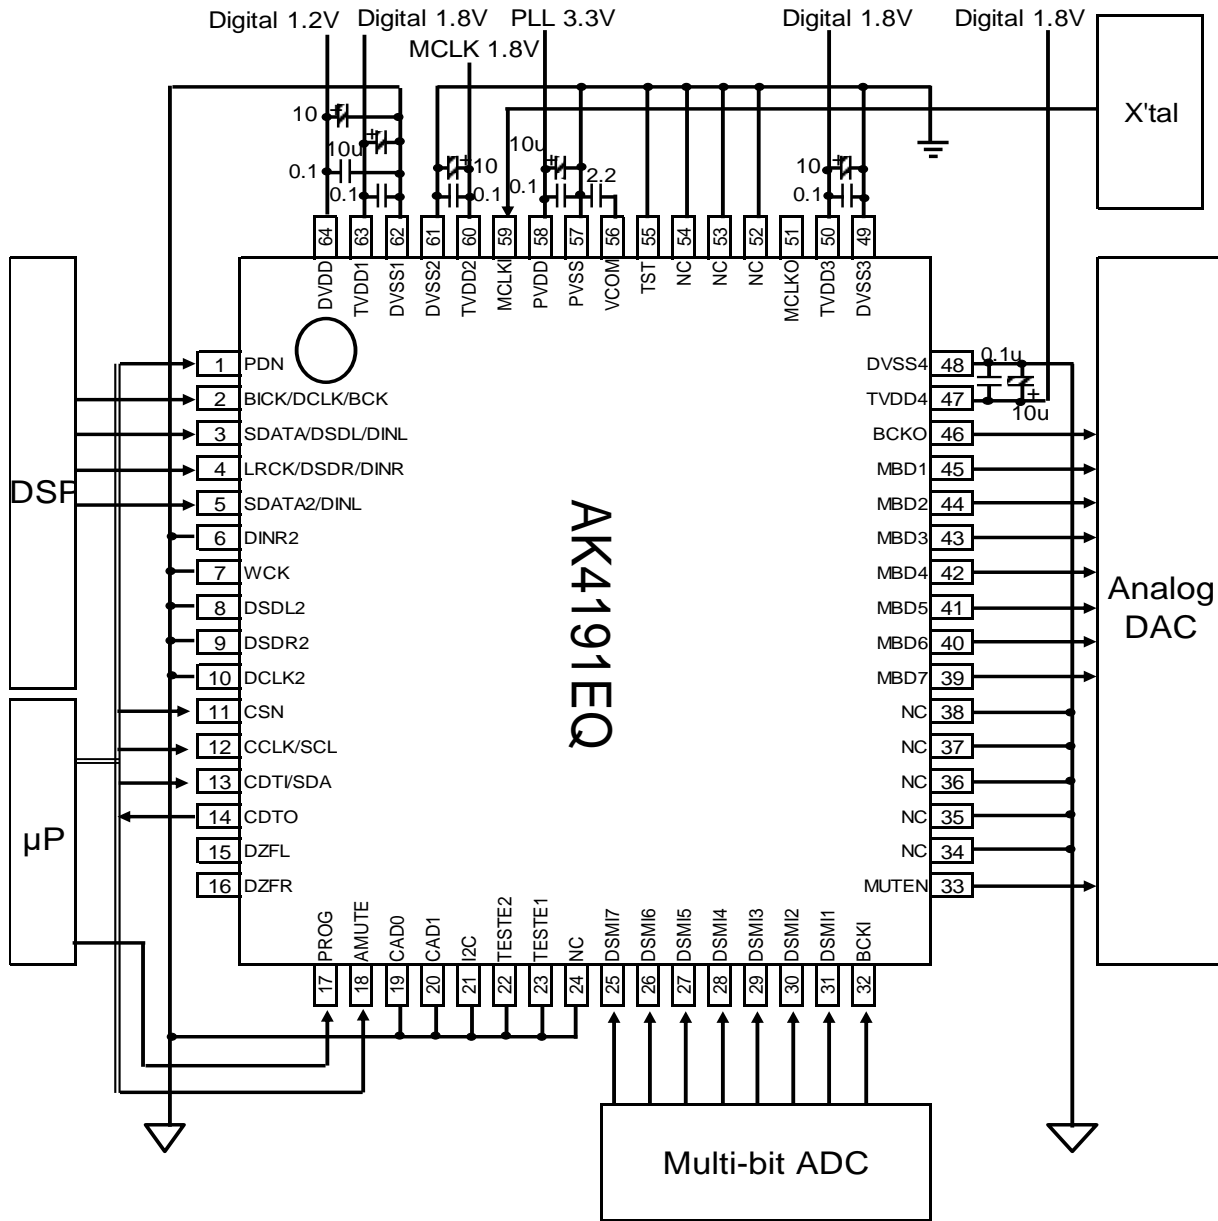 Digital 1.2V
Digital 1.8V
PLL 3.3V
Digital 1.8V
Digital 1.8V
MCLK 1.8V
X'tal
10
10u
0.1
0.1
10
0.1
10u
0.1
2.2
10
0.1
64
63
62
61
60
59
58
57
56
55
54
53
52
51
50
49
DVDD
TVDD1
DVSS1
DVSS2
TVDD2
MCLKI
PVDD
PVSS
VCOM
TST
NC
NC
NC
MCLKO
TVDD3
DVSS3
DSP
µP
1 PDN
2 BICK/DCLK/BCK
3 SDATA/DSDL/DINL
4 LRCK/DSDR/DINR
5 SDATA2/DINL
6 DINR2
7 WCK
8 DSDL2
9 DSDR2
10 DCLK2
11 CSN
12 CCLK/SCL
13 CDTI/SDA
14 CDTO
15 DZFL
16 DZFR
AK4191EQ
DVSS4 48
0.1u
TVDD4 47
10u
BCKO 46
MBD1 45
MBD2 44
MBD3 43
MBD4 42
MBD5 41
MBD6 40
MBD7 39
NC 38
NC 37
NC 36
NC 35
NC 34
MUTEN 33
Analog
DAC
PROG
AMUTE
CAD0
CAD1
I2C
TESTE2
TESTE1
NC
DSMI7
DSMI6
DSMI5
DSMI4
DSMI3
DSMI2
DSMI1
BCKI
17
18
19
20
21
22
23
24
25
26
27
28
29
30
31
32
Multi-bit ADC